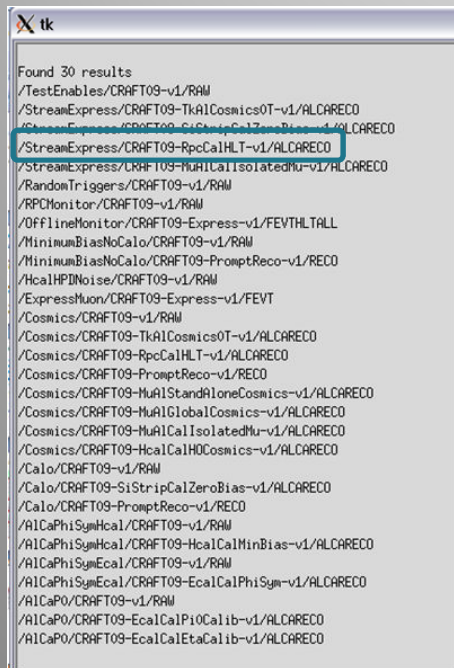 tk
Found 30 results
/TestEnables/CRAFT09-v1/RAW
/StreamExpress/CRAFT09-TkAlCosmics0T-v1/ALCARECO
/StreamExpress/CRAFT09-SiStripCalZeroBias-v1/ALCARECO
/StreamExpress/CRAFT09-RpcCalHLT-v1/ALCARECO
/StreamExpress/CRAFT09-MuAlCalIsolatedMu-v1/ALCARECO
/RandomTriggers/CRAFT09-v1/RAW
/RPCMonitor/CRAFT09-v1/RAW
/OfflineMonitor/CRAFT09-Express-v1/FEVTHLTALL
/MinimumBiasNoCalo/CRAFT09-v1/RAW
/MinimumBiasNoCalo/CRAFT09-PromptReco-v1/RECO
/HcalHPDNoise/CRAFT09-v1/RAW
/ExpressMuon/CRAFT09-Express-v1/FEVT
/Cosmics/CRAFT09-v1/RAW
/Cosmics/CRAFT09-TkAlCosmics0T-v1/ALCARECO
/Cosmics/CRAFT09-RpcCalHLT-v1/ALCARECO
/Cosmics/CRAFT09-PromptReco-v1/RECO
/Cosmics/CRAFT09-MuAlStandAloneCosmics-v1/ALCARECO
/Cosmics/CRAFT09-MuAlGlobalCosmics-v1/ALCARECO
/Cosmics/CRAFT09-MuAlCalIsolatedMu-v1/ALCARECO
/Cosmics/CRAFT09-HcalCalHOCosmics-v1/ALCARECO
/Calo/CRAFT09-v1/RAW
/Calo/CRAFT09-SiStripCalZeroBias-v1/ALCARECO
/Calo/CRAFT09-PromptReco-v1/RECO
/AlCaPhiSymHcal/CRAFT09-v1/RAW
/AlCaPhiSymHcal/CRAFT09-HcalCalMinBias-v1/ALCARECO
/AlCaPhiSymEcal/CRAFT09-v1/RAW
/AlCaPhiSymEcal/CRAFT09-EcalCalPhiSym-v1/ALCARECO
/AlCaP0/CRAFT09-v1/RAW
/AlCaP0/CRAFT09-EcalCalPi0Calib-v1/ALCARECO
/AlCaP0/CRAFT09-EcalCalEtaCalib-v1/ALCARECO